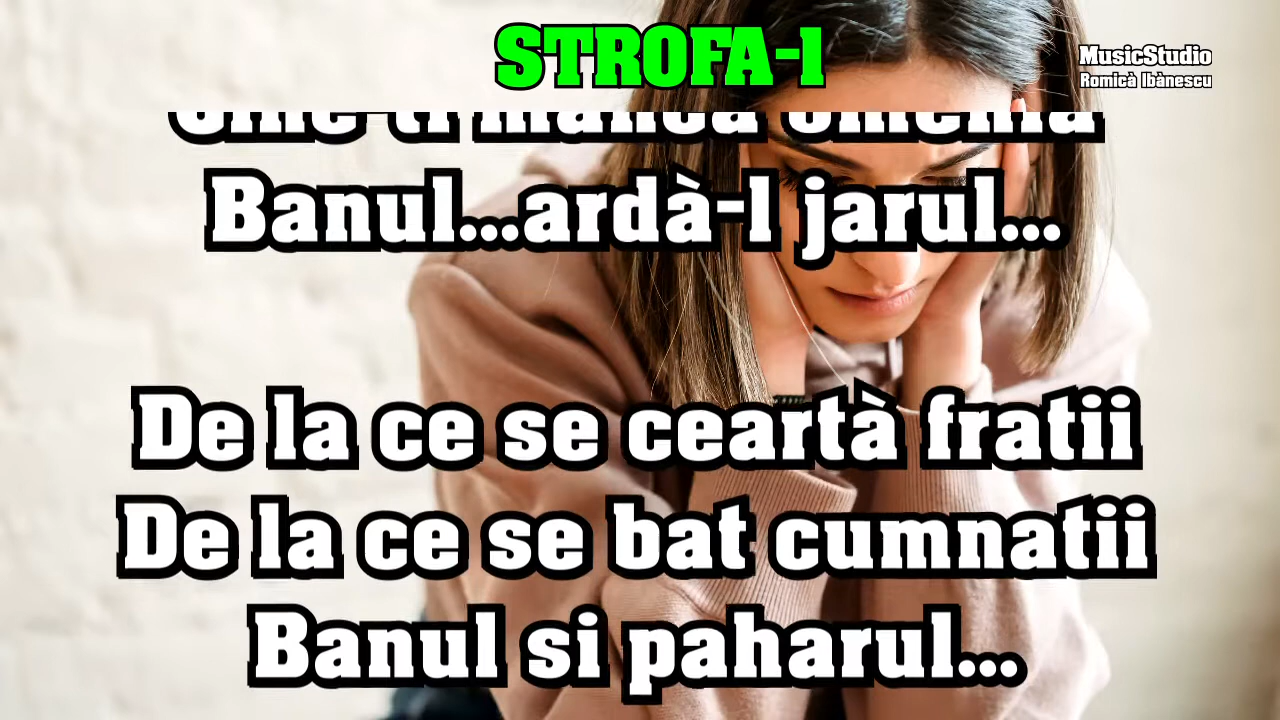 STROFA-1
MusicStudio
Romicà Ibànescu
Banul...ardà-l jarul...
De la ce se ceartà fratii
De la ce se bat cumnatii
Banul si paharul...